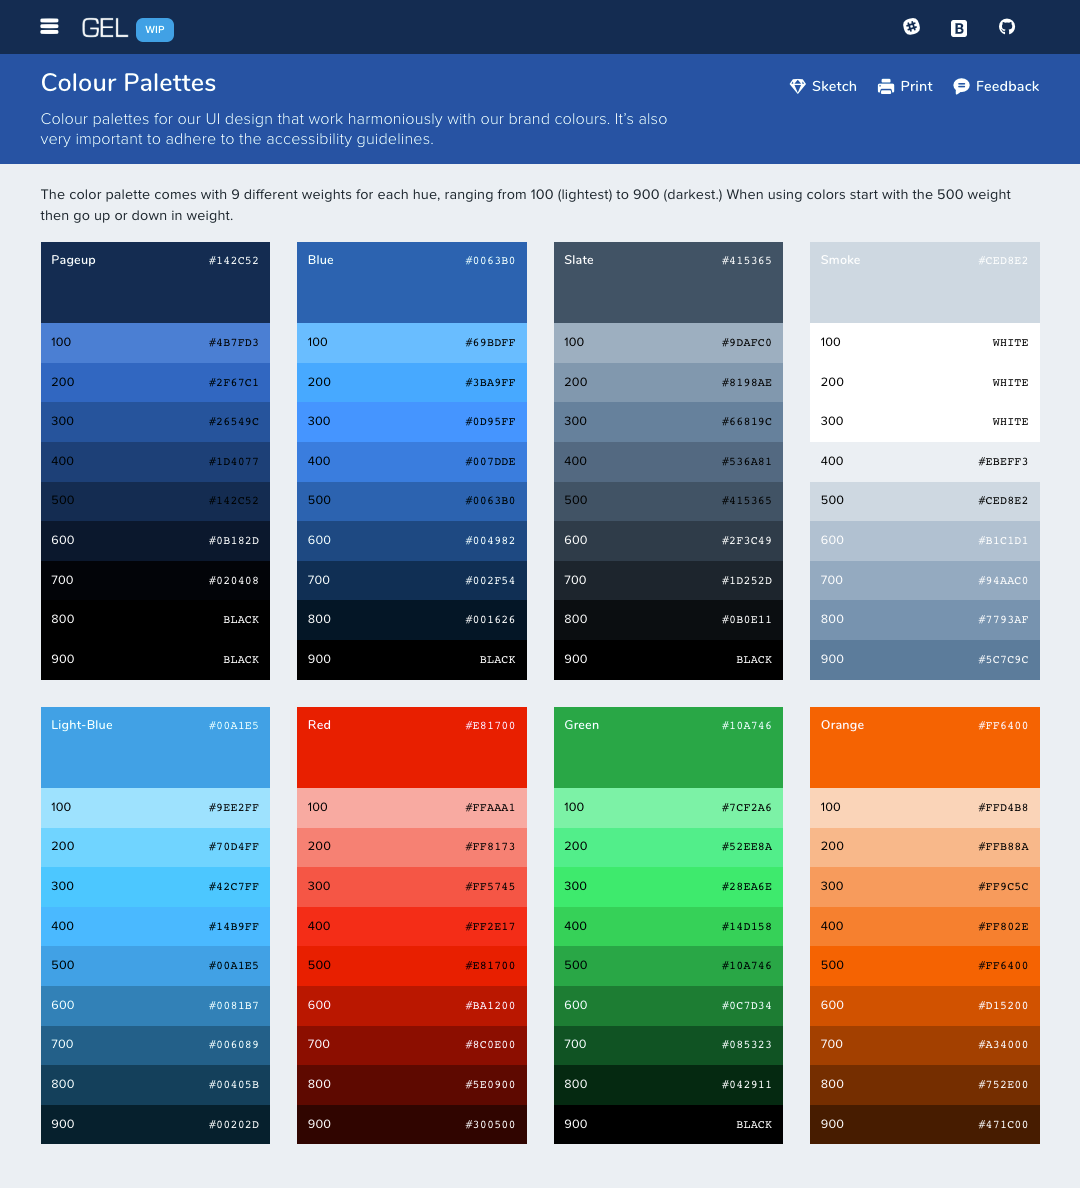 GEL WIP
Colour Palettes
Sketch Print Feedback
Colour palettes for our UI design that work harmoniously with our brand colours. It's also
very important to adhere to the accessibility guidelines.
The color palette comes with 9 different weights for each hue, ranging from 100 (lightest) to 900 (darkest.) When using colors start with the 500 weight
then go up or down in weight.
Pageup #142C52
100 #4B7FD3
200 #2F67C1
300 #26549C
400 #1D4077
500 #142C52
600 #0B182D
700 #020408
800 BLACK
900 BLACK
Blue #0063B0
100 #69BDFF
200 #3BA9FF
300 #0D95FF
400 #007DDE
500 #0063B0
600 #004982
700 #002F54
800 #001626
900 BLACK
Slate #415365
100 #9DAFC0
200 #8198AE
300 #66819C
400 #536A81
500 #415365
600 #2F3C49
700 #1D252D
800 #0B0E11
900 BLACK
Smoke #CED8E2
100 WHITE
200 WHITE
300 WHITE
400 #EBEFF3
500 #CED8E2
600 #B1C1D1
700 #94AAC0
800 #7793AF
900 #5C7C9C
Light-Blue #00A1E5
100 #9EE2FF
200 #70D4FF
300 #42C7FF
400 #14B9FF
500 #00A1E5
600 #0081B7
700 #006089
800 #00405B
900 #00202D
Red #E81700
100 #FFAAA1
200 #FF8173
300 #FF5745
400 #FF2E17
500 #E81700
600 #BA1200
700 #8C0E00
800 #5E0900
900 #300500
Green #10A746
100 #7CF2A6
200 #52EE8A
300 #28EA6E
400 #14D158
500 #10A746
600 #0C7D34
700 #085323
800 #042911
900 BLACK
Orange #FF6400
100 #FFD4B8
200 #FFB88A
300 #FF9C5C
400 #FF802E
500 #FF6400
600 #D15200
700 #A34000
800 #752E00
900 #471C00